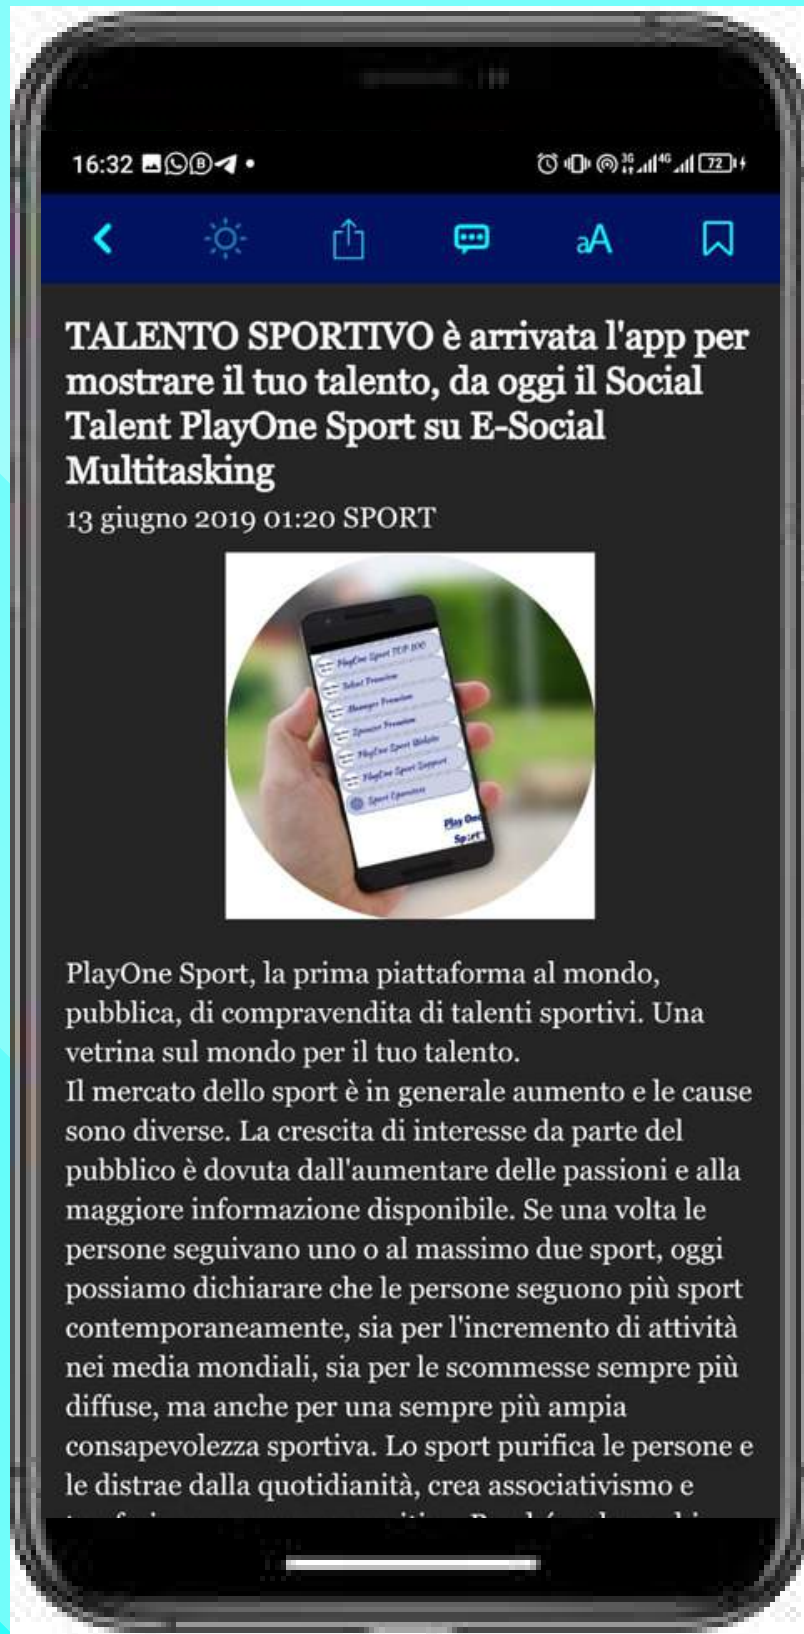 16:32
3G
4G
72
aA
TALENTO SPORTIVO è arrivata l'app per
mostrare il tuo talento, da oggi il Social
Talent PlayOne Sport su E-Social
Multitasking
13 giugno 2019 01:20 SPORT
PlayOne Sport TOP 100
Talent Premium
Manager Premium
Sponsor Premium
PlayOne Sport Website
PlayOne Sport Support
Sport Operators
Play One
Sport
PlayOne Sport, la prima piattaforma al mondo,
pubblica, di compravendita di talenti sportivi. Una
vetrina sul mondo per il tuo talento.
Il mercato dello sport è in generale aumento e le cause
sono diverse. La crescita di interesse da parte del
pubblico è dovuta dall'aumentare delle passioni e alla
maggiore informazione disponibile. Se una volta le
persone seguivano uno o al massimo due sport, oggi
possiamo dichiarare che le persone seguono più sport
contemporaneamente, sia per l'incremento di attività
nei media mondiali, sia per le scommesse sempre più
diffuse, ma anche per una sempre più ampia
consapevolezza sportiva. Lo sport purifica le persone e
le distrae dalla quotidianità, crea associativismo e